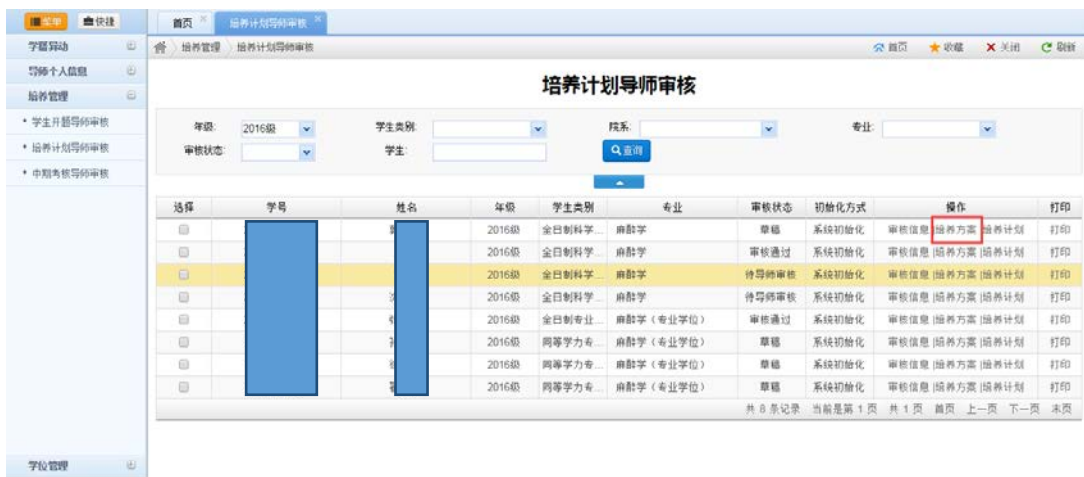 菜单 快捷 首页 培养计划导师审核
学籍异动 培养管理 培养计划导师审核 首页 收藏 关闭 刷新
导师个人信息
培养管理
培养计划导师审核
• 学生开题导师审核
• 培养计划导师审核
• 中期考核导师审核
年级: 2016级 学生类别: 院系: 专业:
审核状态: 学生: 查询
选择 学号 姓名 年级 学生类别 专业 审核状态 初始化方式 操作 打印
2016级 全日制科学... 麻醉学 草稿 系统初始化 审核信息 |培养方案 |培养计划 打印
2016级 全日制科学... 麻醉学 审核通过 系统初始化 审核信息 |培养方案 |培养计划 打印
2016级 全日制科学... 麻醉学 待导师审核 系统初始化 审核信息 |培养方案 |培养计划 打印
2016级 全日制科学... 麻醉学 待导师审核 系统初始化 审核信息 |培养方案 |培养计划 打印
2016级 全日制专业... 麻醉学（专业学位） 审核通过 系统初始化 审核信息 |培养方案 |培养计划 打印
2016级 同等学力专... 麻醉学（专业学位） 草稿 系统初始化 审核信息 |培养方案 |培养计划 打印
2016级 同等学力专... 麻醉学（专业学位） 草稿 系统初始化 审核信息 |培养方案 |培养计划 打印
2016级 同等学力专... 麻醉学（专业学位） 草稿 系统初始化 审核信息 |培养方案 |培养计划 打印
共 8 条记录 当前是第 1 页 共 1 页 首页 上一页 下一页 末页
学位管理